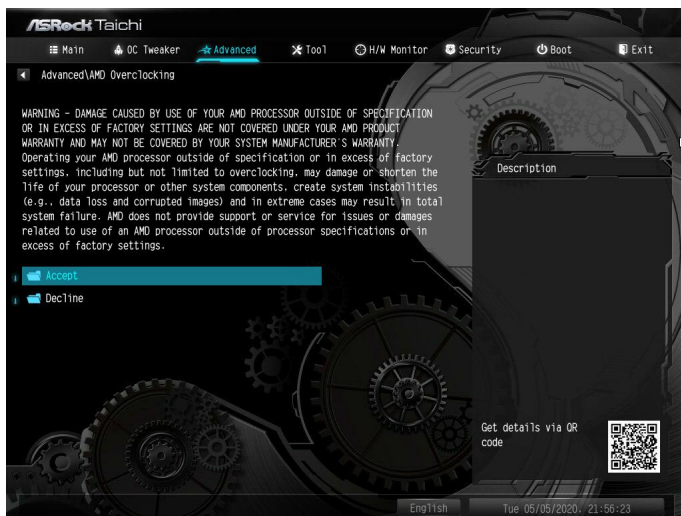 ASRock Taichi
Main OC Tweaker Advanced Tool H/W Monitor Security Boot Exit
Advanced\AMD Overclocking
WARNING - DAMAGE CAUSED BY USE OF YOUR AMD PROCESSOR OUTSIDE OF SPECIFICATION
OR IN EXCESS OF FACTORY SETTINGS ARE NOT COVERED UNDER YOUR AMD PRODUCT
WARRANTY AND MAY NOT BE COVERED BY YOUR SYSTEM MANUFACTURER`S WARRANTY.
Operating your AMD processor outside of specification or in excess of factory
settings. including but not limited to overclocking. may damage or shorten the
life of your processor or other system components. create system instabilities
(e.g.. data loss and corrupted images) and in extreme cases may result in total
system failure. AMD does not provide support or service for issues or damages
related to use of an AMD processor outside of processor specifications or in
excess of factory settings.
Accept
Decline
Description
Get details via QR
code
English
Tue 05/05/2020. 21:56:23